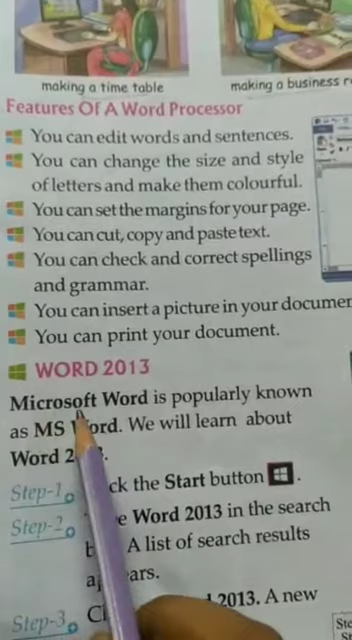 making a time table
making a business
Features Of A Word Processor
You can edit words and sentences.
You can change the size and style
of letters and make them colourful.
You can set the margins for your page.
You can cut, copy and paste text.
You can check and correct spellings
and grammar.
You can insert a picture in your
You can print your document.
WORD 2013
Microsoft Word is popularly known
as MS Word. We will learn about
Word
Step-1 the Start button .
Step-2 Word 2013 in the search
A list of search results
Step-3 2013. A new